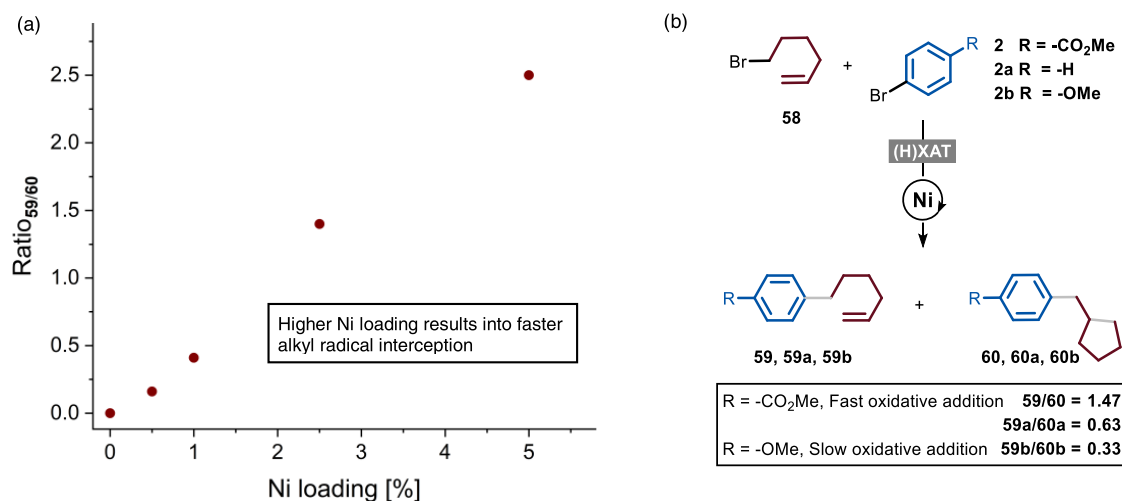 (a)
2.5
2.0
1.5
1.0
0.5
0.0
Ratio59/60
0 1 2 3 4 5
Ni loading [%]
Higher Ni loading results into faster
alkyl radical interception
(b)
Br
58
+
R
Br
2 R = -CO2Me
2a R = -H
2b R = -OMe
(H)XAT
Ni
R
+
R
59, 59a, 59b
60, 60a, 60b
R = -CO2Me, Fast oxidative addition 59/60 = 1.47
59a/60a = 0.63
R = -OMe, Slow oxidative addition 59b/60b = 0.33